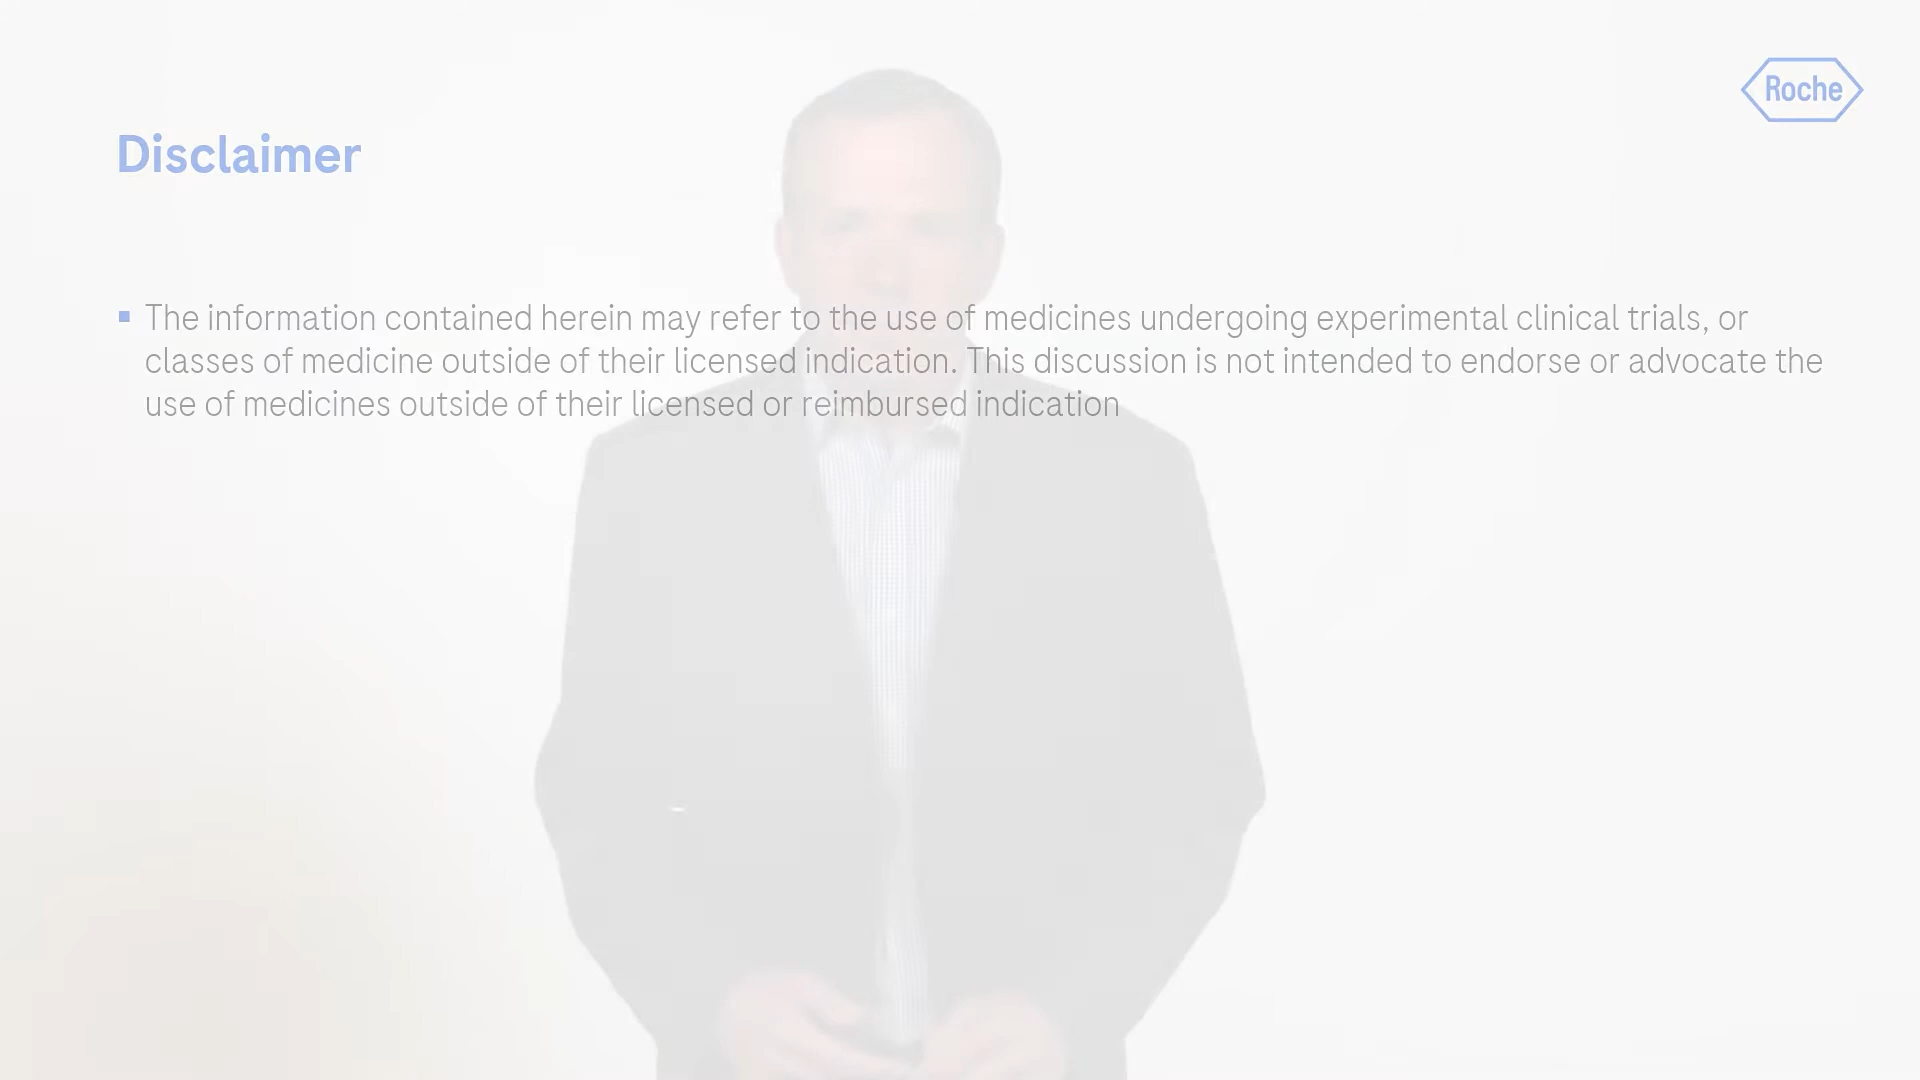 Roche
Disclaimer
▪ The information contained herein may refer to the use of medicines undergoing experimental clinical trials, or
classes of medicine outside of their licensed indication. This discussion is not intended to endorse or advocate the
use of medicines outside of their licensed or reimbursed indication